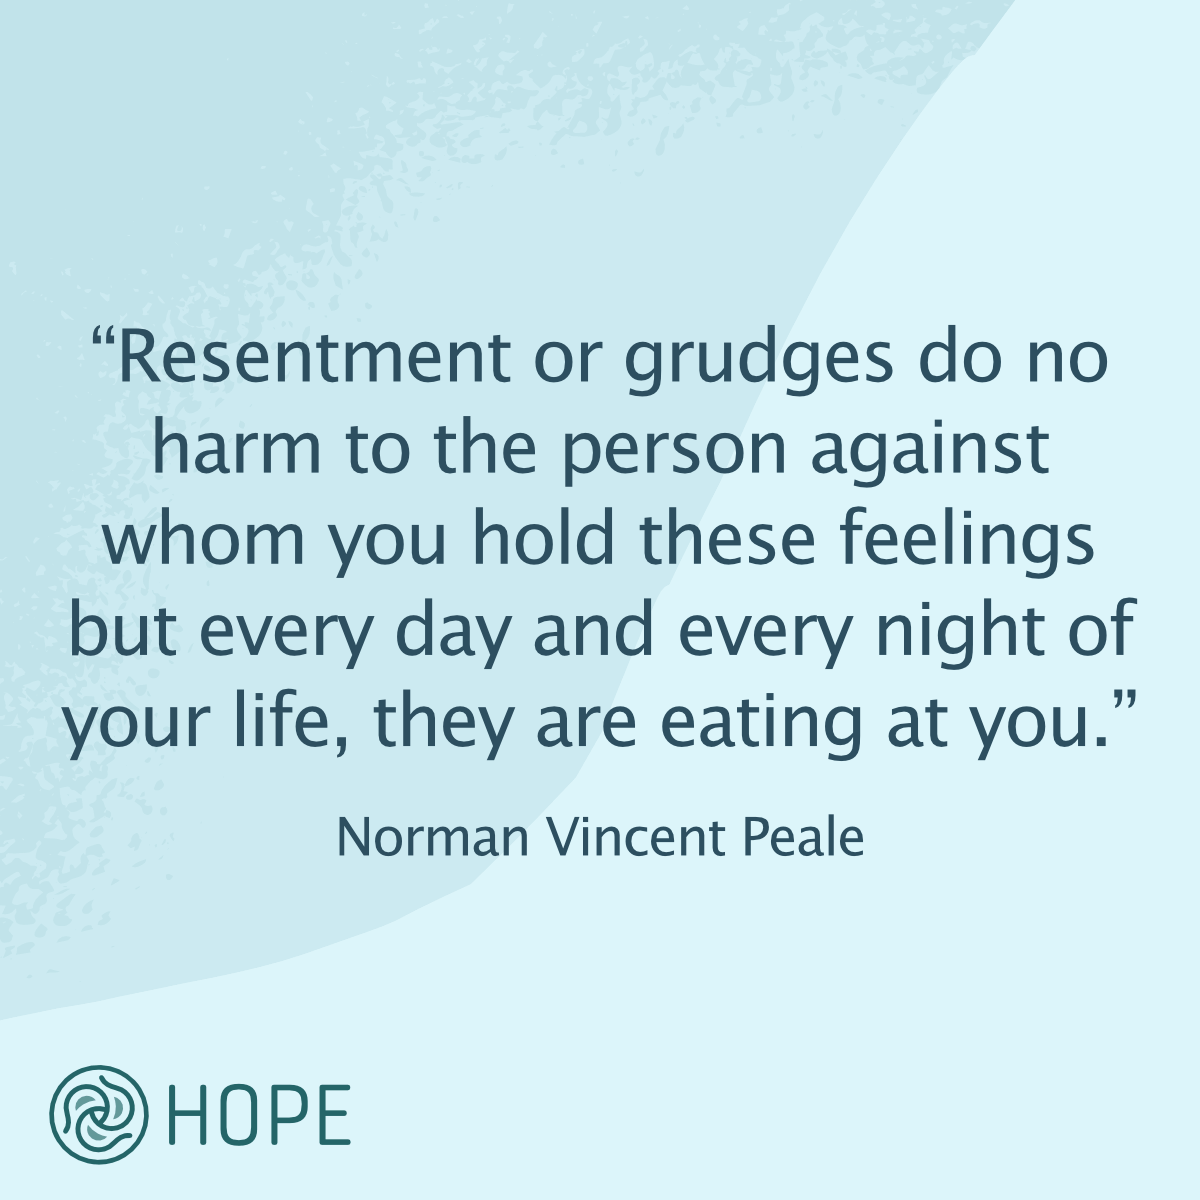 “Resentment or grudges do no
harm to the person against
whom you hold these feelings
but every day and every night of
your life, they are eating at you.”
Norman Vincent Peale
HOPE